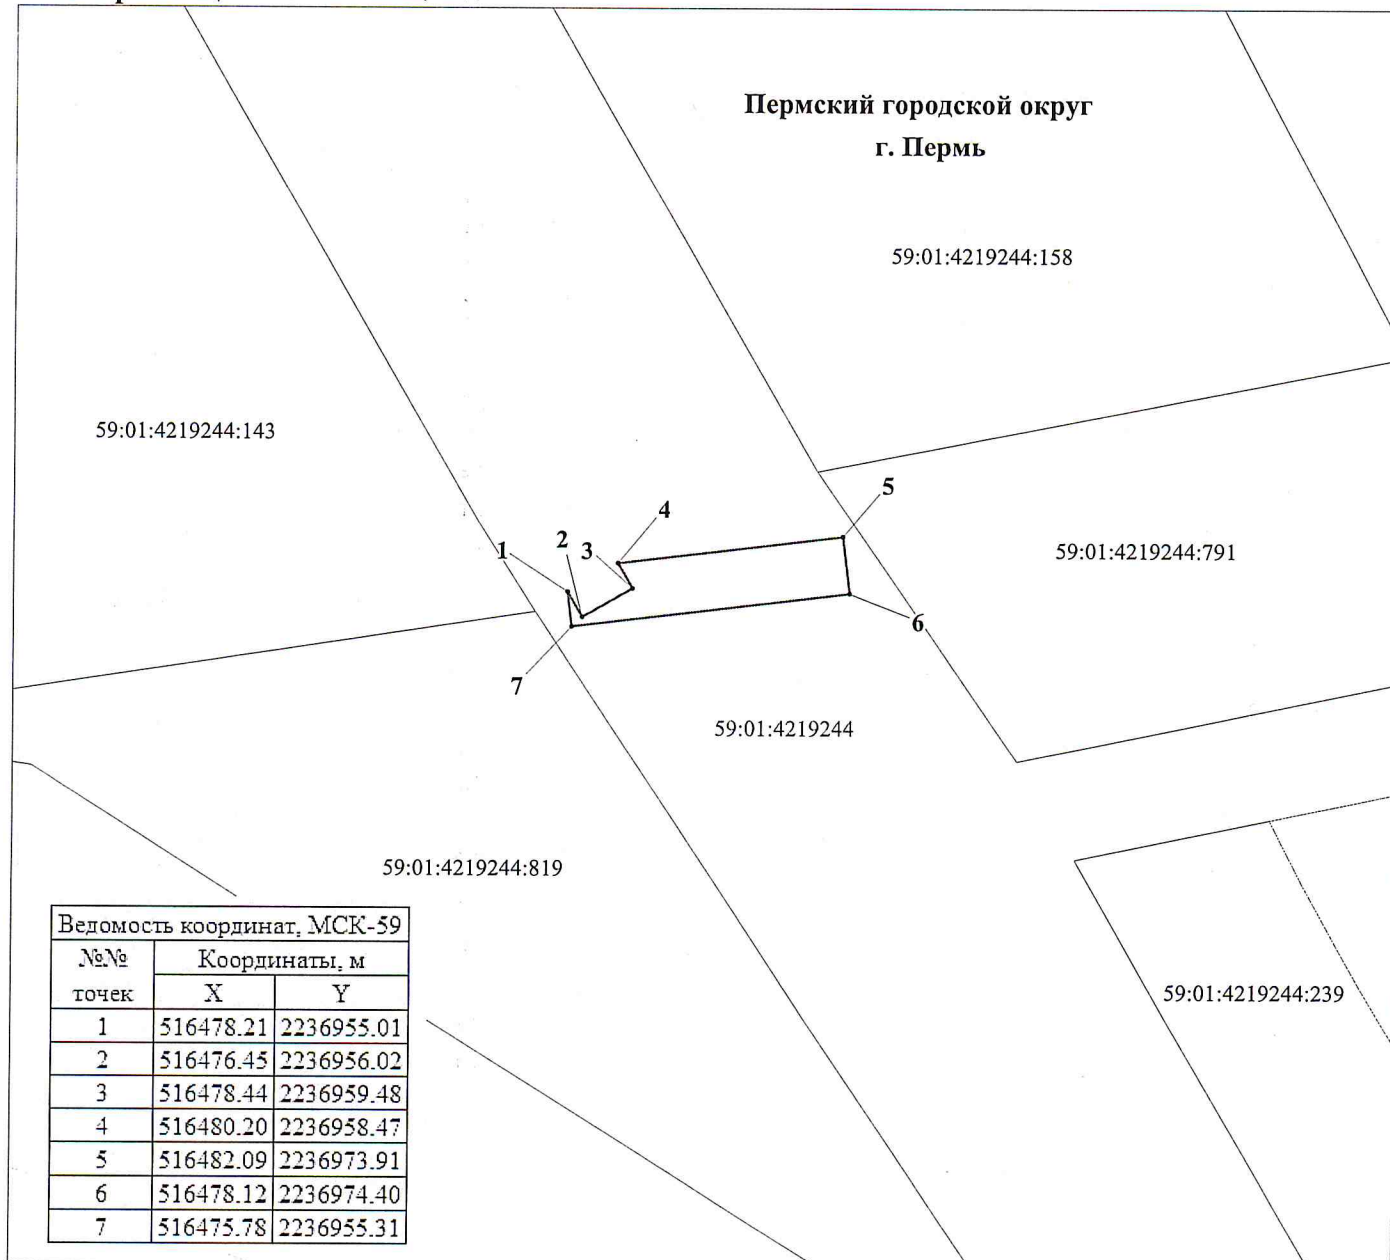 Пермский городской округ
г. Пермь
59:01:4219244:158
59:01:4219244:143
5
4
59:01:4219244:791
2
1
3
6
7
59:01:4219244
59:01:4219244:819
59:01:4219244:239
Ведомость координат, МСК-59
№№ точек Координаты, м
X Y
1 516478.21 2236955.01
2 516476.45 2236956.02
3 516478.44 2236959.48
4 516480.20 2236958.47
5 516482.09 2236973.91
6 516478.12 2236974.40
7 516475.78 2236955.31